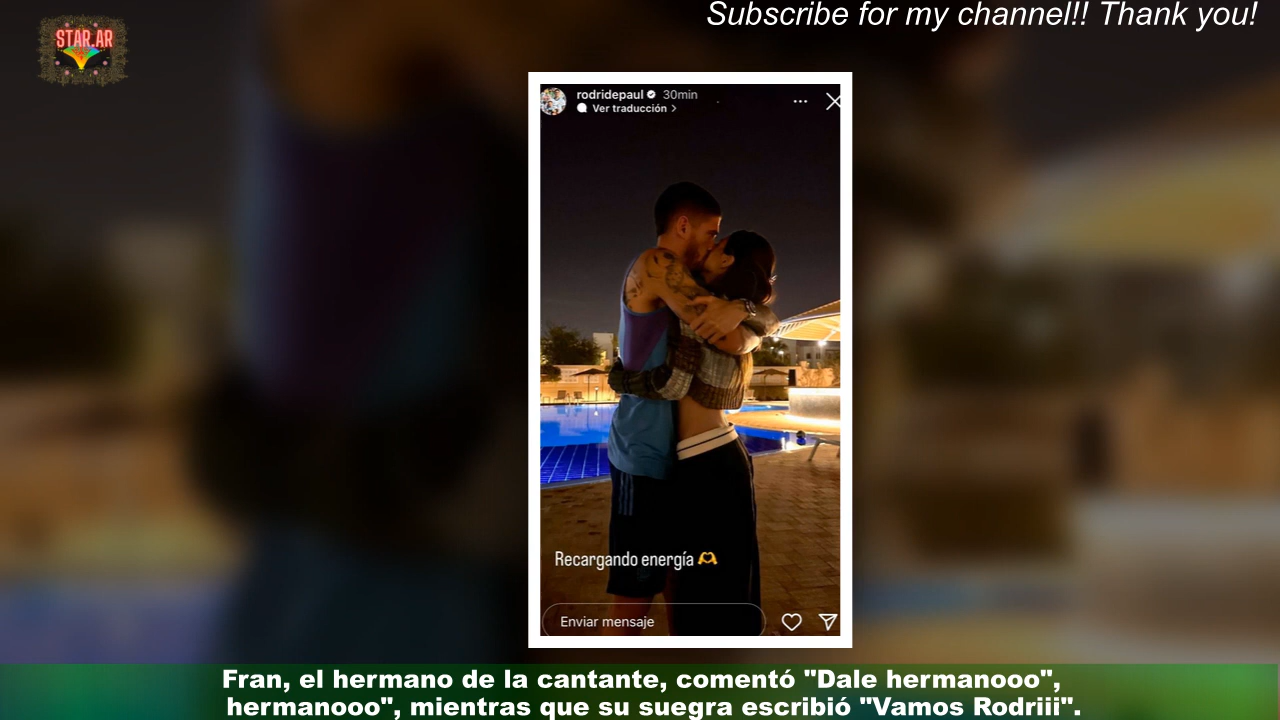 Subscribe for my channel!! Thank you!
STAR.AR
rodridepaul 30min
Ver traducción >
Recargando energía 🫶
Enviar mensaje
Fran, el hermano de la cantante, comentó "Dale hermanooo",
hermanooo", mientras que su suegra escribió "Vamos Rodriii".